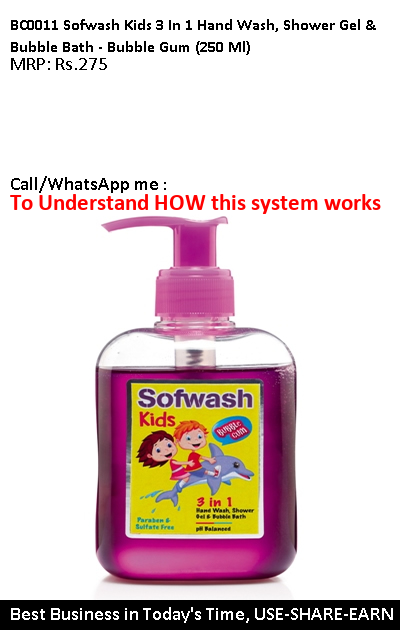 BC0011 Sofwash Kids 3 In 1 Hand Wash, Shower Gel &
Bubble Bath - Bubble Gum (250 Ml)
MRP: Rs.275
Call/WhatsApp me :
To Understand HOW this system works
Sofwash
Kids
BUBBLE
GUM
3 in 1
Hand Wash, Shower
Gel & Bubble Bath
Paraben &
Sulfate Free
pH Balanced
Best Business in Today's Time, USE-SHARE-EARN